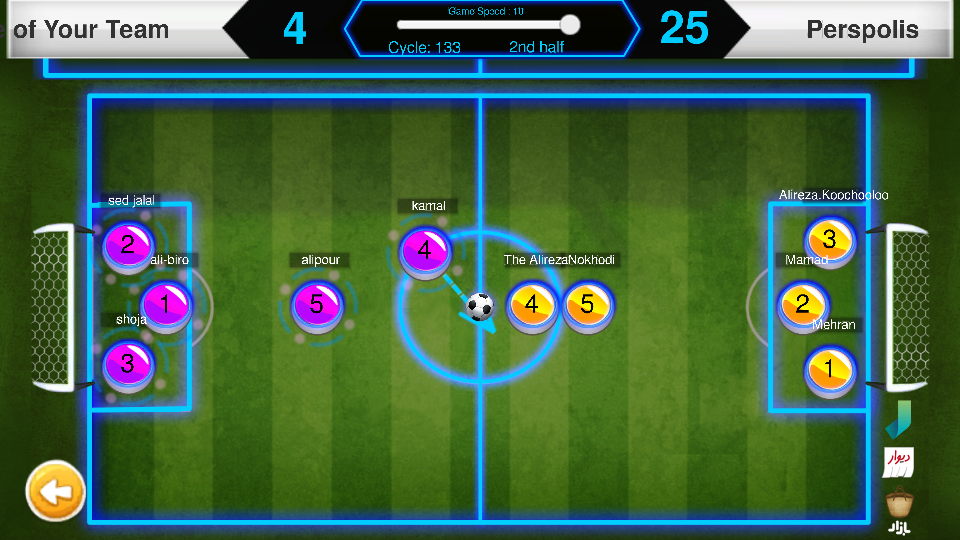 of Your Team
4
Game Speed : 10
Cycle: 133
2nd half
25
Perspolis
sed jalal
2
ali-biro
1
shoja
3
alipour
5
kamal
4
The AlirezaNokhodi
4
5
Alireza.Koochooloo
3
Mamad
2
Mehran
1
دیوار
بازار